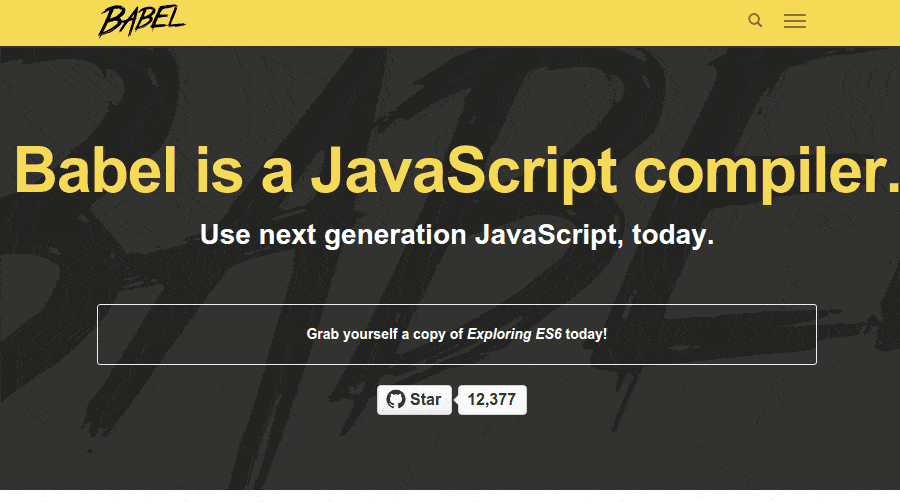 BABEL
Babel is a JavaScript compiler.
Use next generation JavaScript, today.
Grab yourself a copy of Exploring ES6 today!
Star 12,377